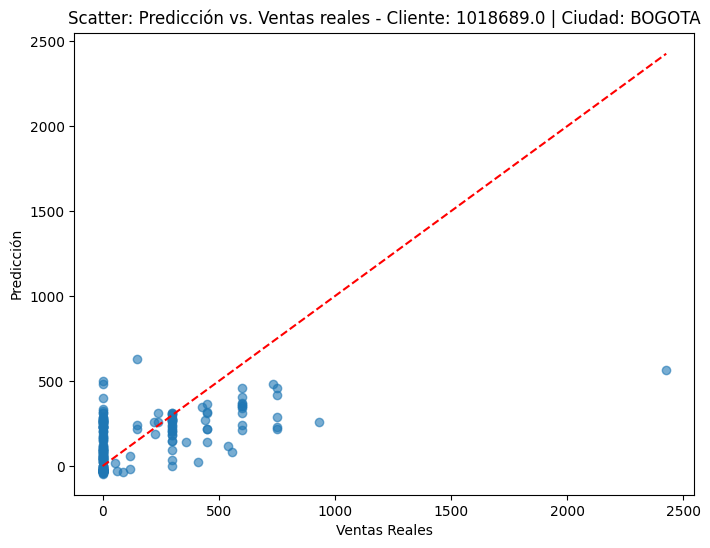 Scatter: Predicción vs. Ventas reales - Cliente: 1018689.0 | Ciudad: BOGOTA
2500
2000
1500
1000
500
0
Predicción
0 500 1000 1500 2000 2500
Ventas Reales